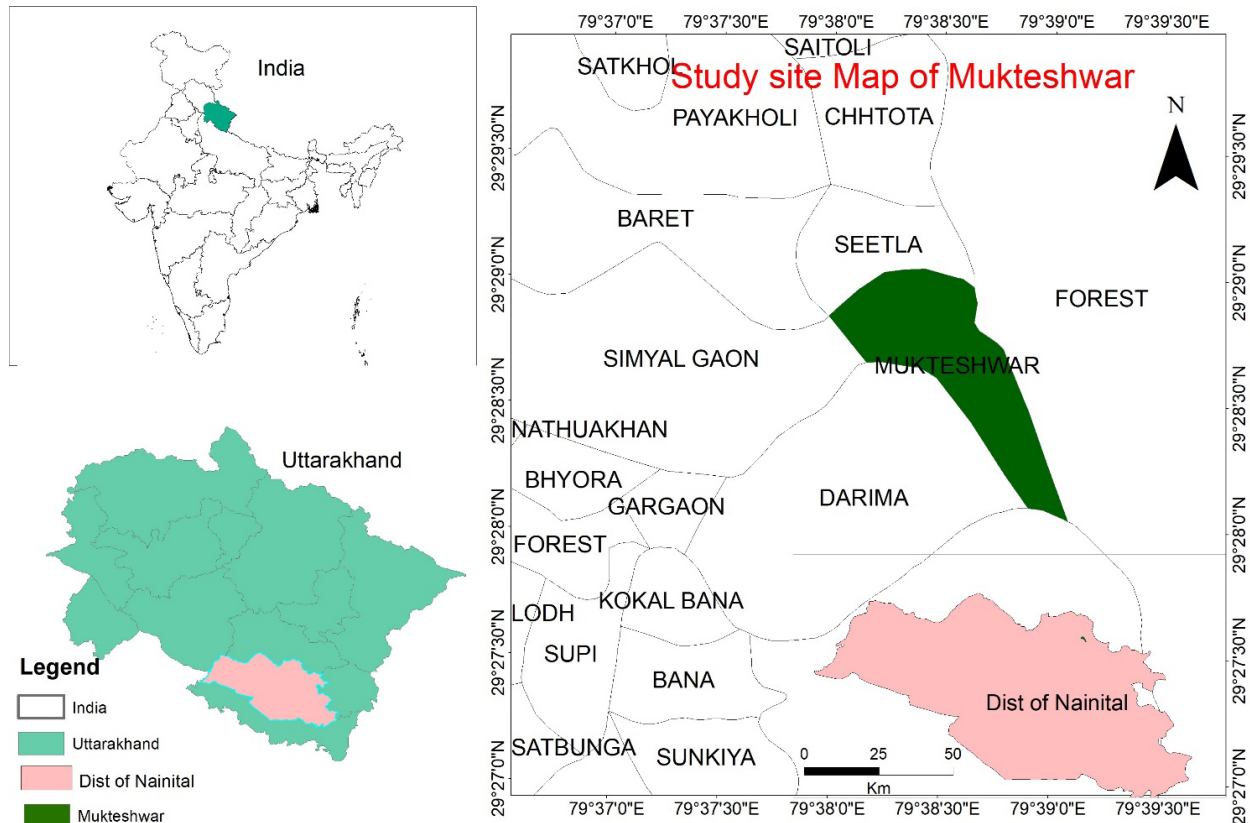 India
Uttarakhand
Legend
India
Uttarakhand
Dist of Nainital
Mukteshwar
79°37'0"E 79°37'30"E 79°38'0"E 79°38'30"E 79°39'0"E 79°39'30"E
Study site Map of Mukteshwar
N
SAITOLI
SATKHOL
PAYAKHOLI
CHHTOTA
BARET
SEETLA
FOREST
SIMYAL GAON
MUKTESHWAR
NATHUAKHAN
BHYORA
GARGAON
DARIMA
FOREST
LODH
KOKAL BANA
SUPI
BANA
SATBUNGA
SUNKIYA
Dist of Nainital
0 25 50
Km
29°29'30"N
29°29'0"N
29°28'30"N
29°28'0"N
29°27'30"N
29°27'0"N
29°29'30"N
29°29'0"N
29°28'30"N
29°28'0"N
29°27'30"N
29°27'0"N
79°37'0"E 79°37'30"E 79°38'0"E 79°38'30"E 79°39'0"E 79°39'30"E